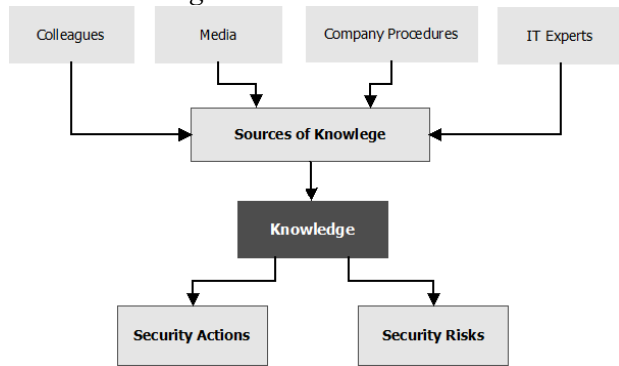 Colleagues
Media
Company Procedures
IT Experts
Sources of Knowlege
Knowledge
Security Actions
Security Risks